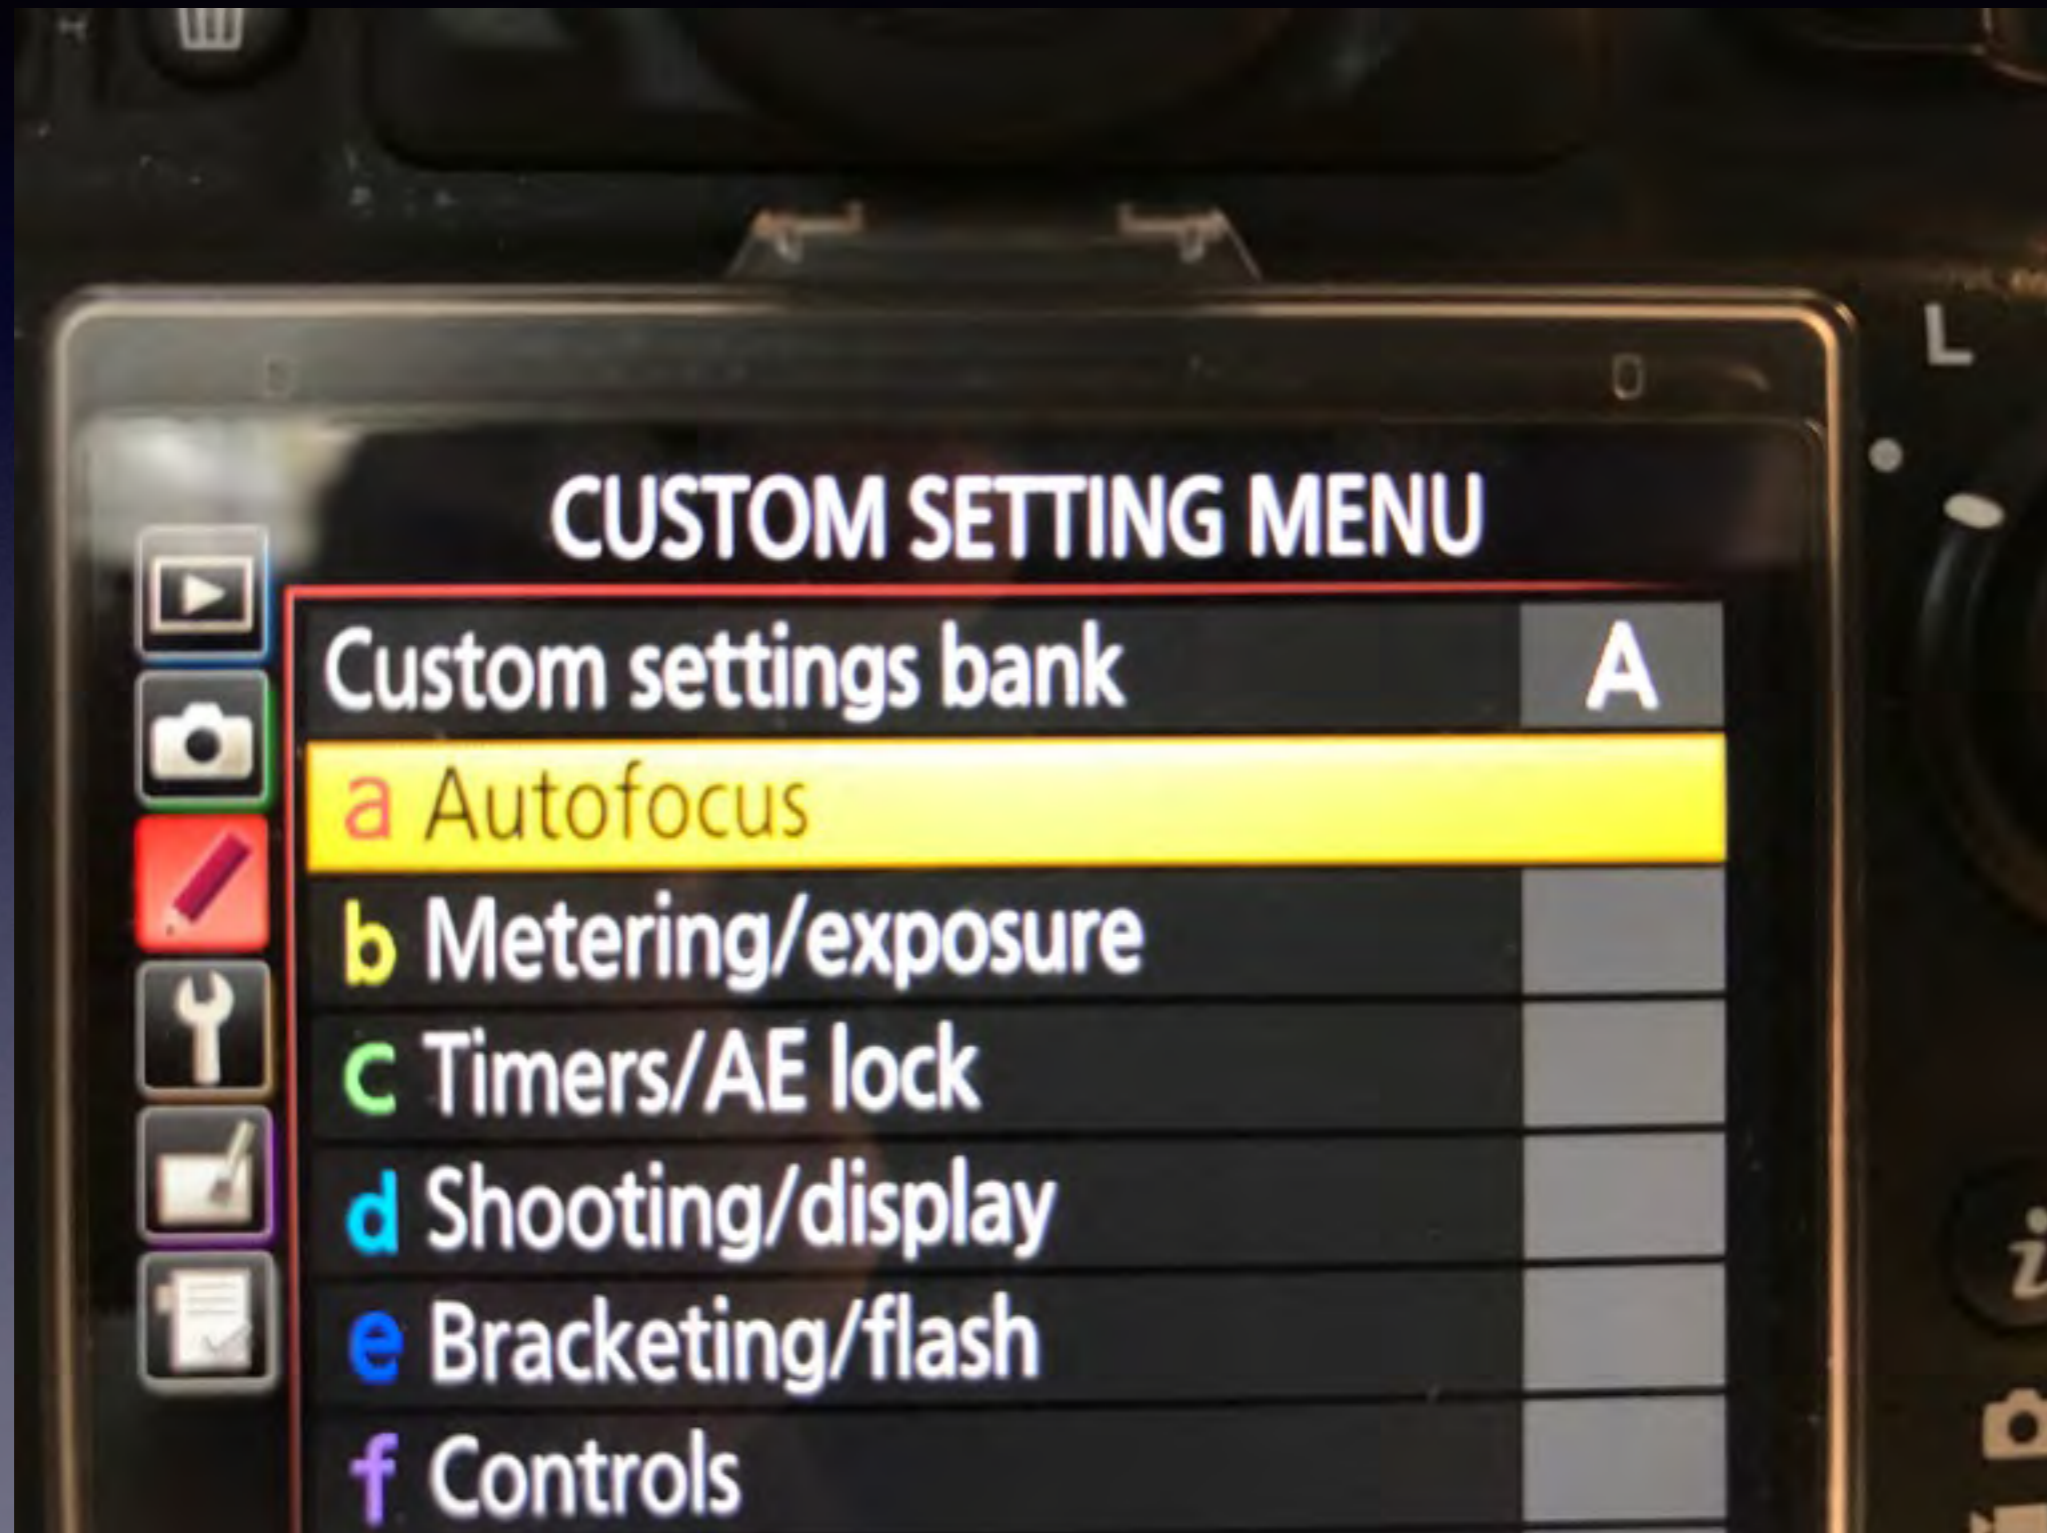 L
CUSTOM SETTING MENU
Custom settings bank A
a Autofocus
b Metering/exposure
c Timers/AE lock
d Shooting/display
e Bracketing/flash
f Controls
i